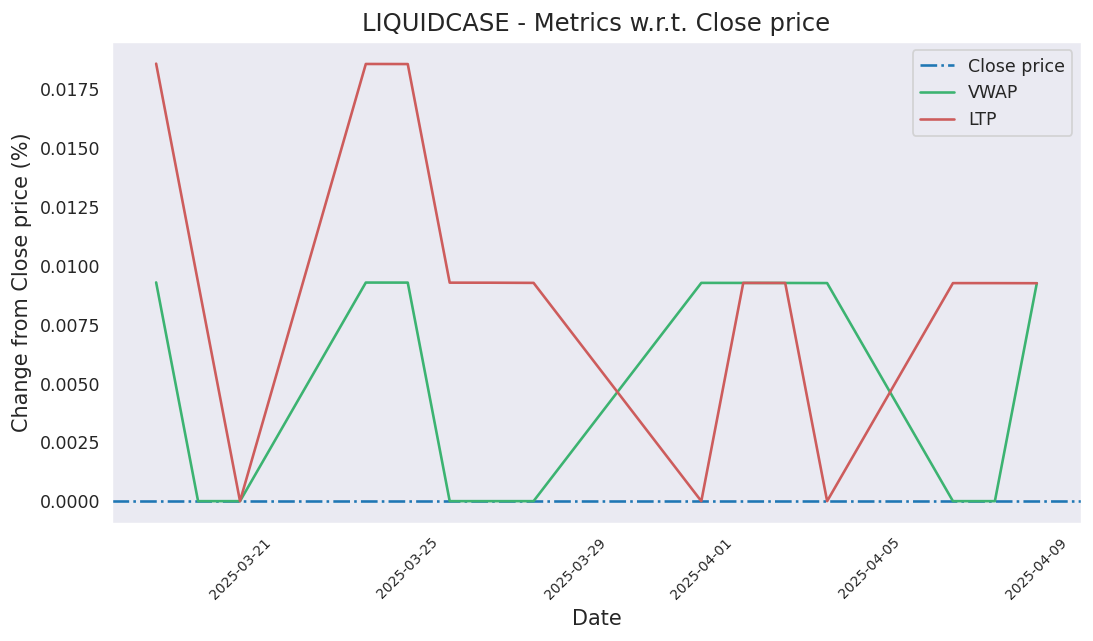 LIQUIDCASE - Metrics w.r.t. Close price
Close price
VWAP
LTP
Change from Close price (%)
0.0175
0.0150
0.0125
0.0100
0.0075
0.0050
0.0025
0.0000
2025-03-21
2025-03-25
2025-03-29
2025-04-01
2025-04-05
2025-04-09
Date